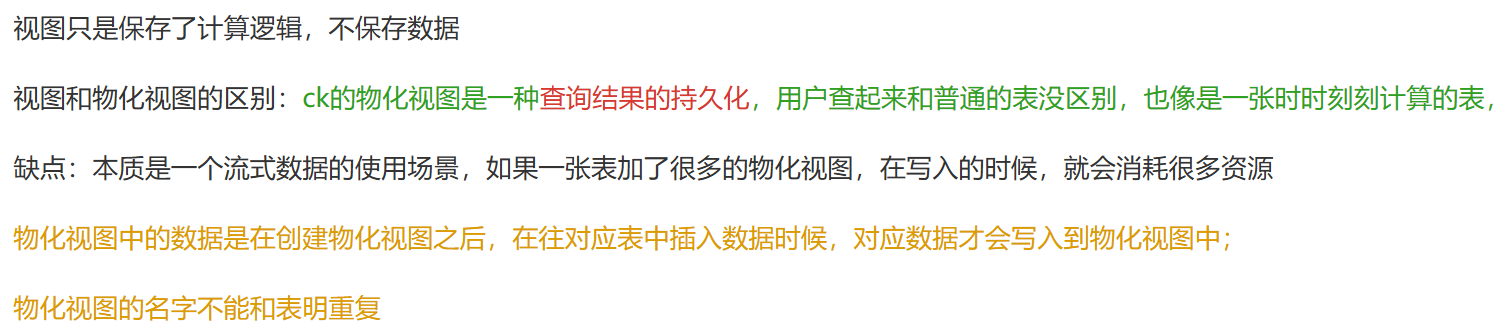 视图只是保存了计算逻辑，不保存数据
视图和物化视图的区别：ck的物化视图是一种查询结果的持久化，用户查起来和普通的表没区别，也像是一张时时刻刻计算的表，
缺点：本质是一个流式数据的使用场景，如果一张表加了很多的物化视图，在写入的时候，就会消耗很多资源
物化视图中的数据是在创建物化视图之后，在往对应表中插入数据时候，对应数据才会写入到物化视图中；
物化视图的名字不能和表明重复